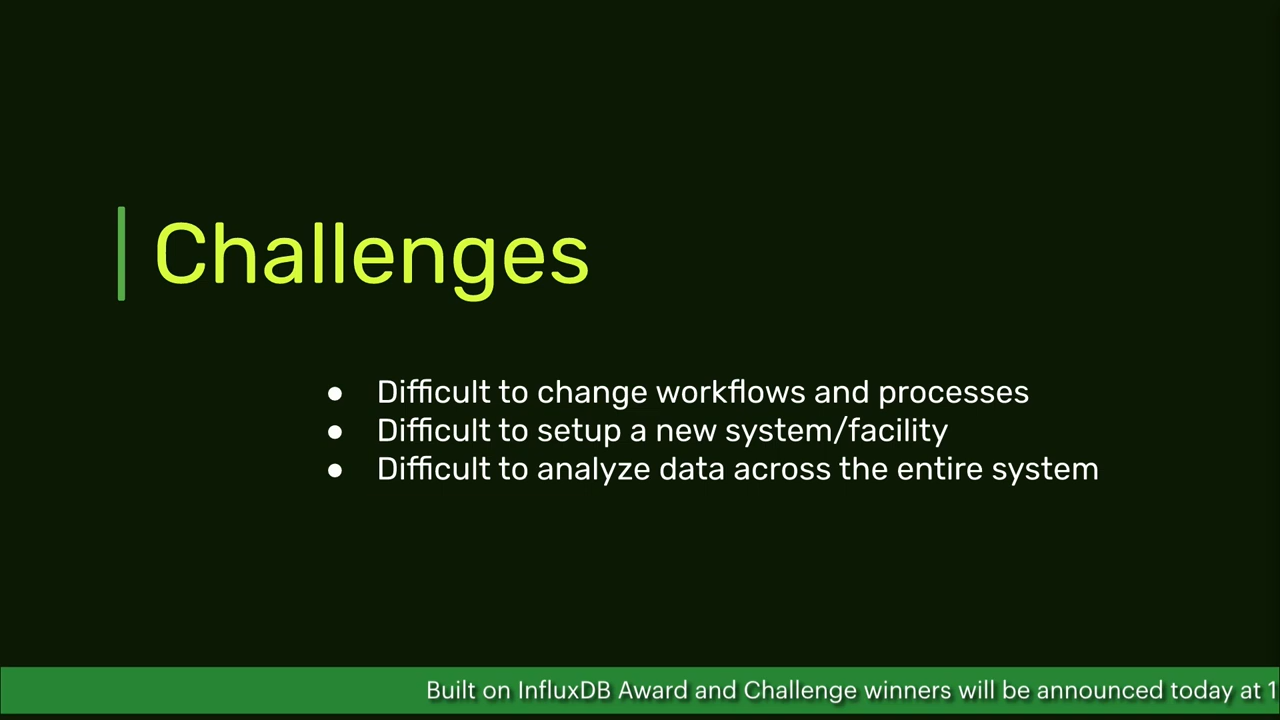 Challenges
● Difficult to change workflows and processes
● Difficult to setup a new system/facility
● Difficult to analyze data across the entire system
Built on InfluxDB Award and Challenge winners will be announced today at 1